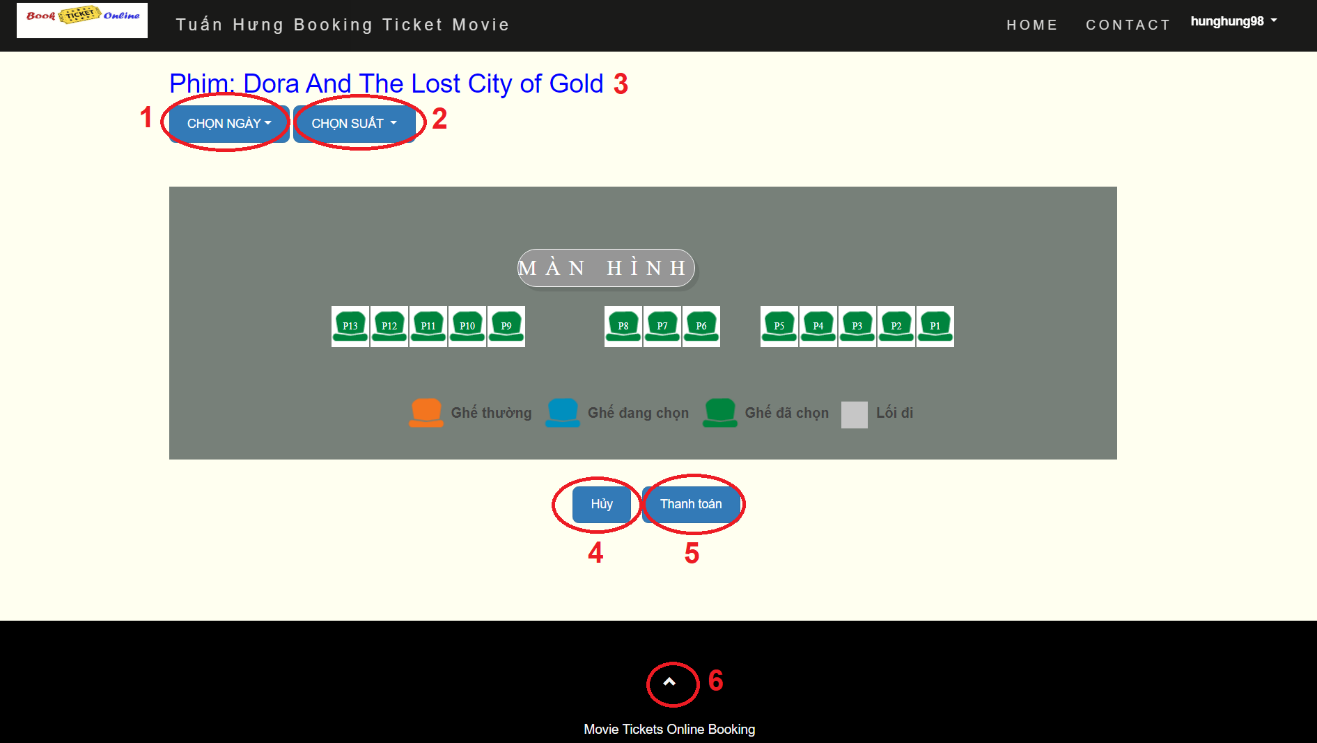 Book TICKET Online
Tuấn Hưng Booking Ticket Movie
HOME CONTACT hunghung98
Phim: Dora And The Lost City of Gold 3
1 CHỌN NGÀY CHỌN SUẤT 2
MÀN HÌNH
P13 P12 P11 P10 P9 P8 P7 P6 P5 P4 P3 P2 P1
Ghế thường Ghế đang chọn Ghế đã chọn Lối đi
Hủy Thanh toán
4 5
6
Movie Tickets Online Booking